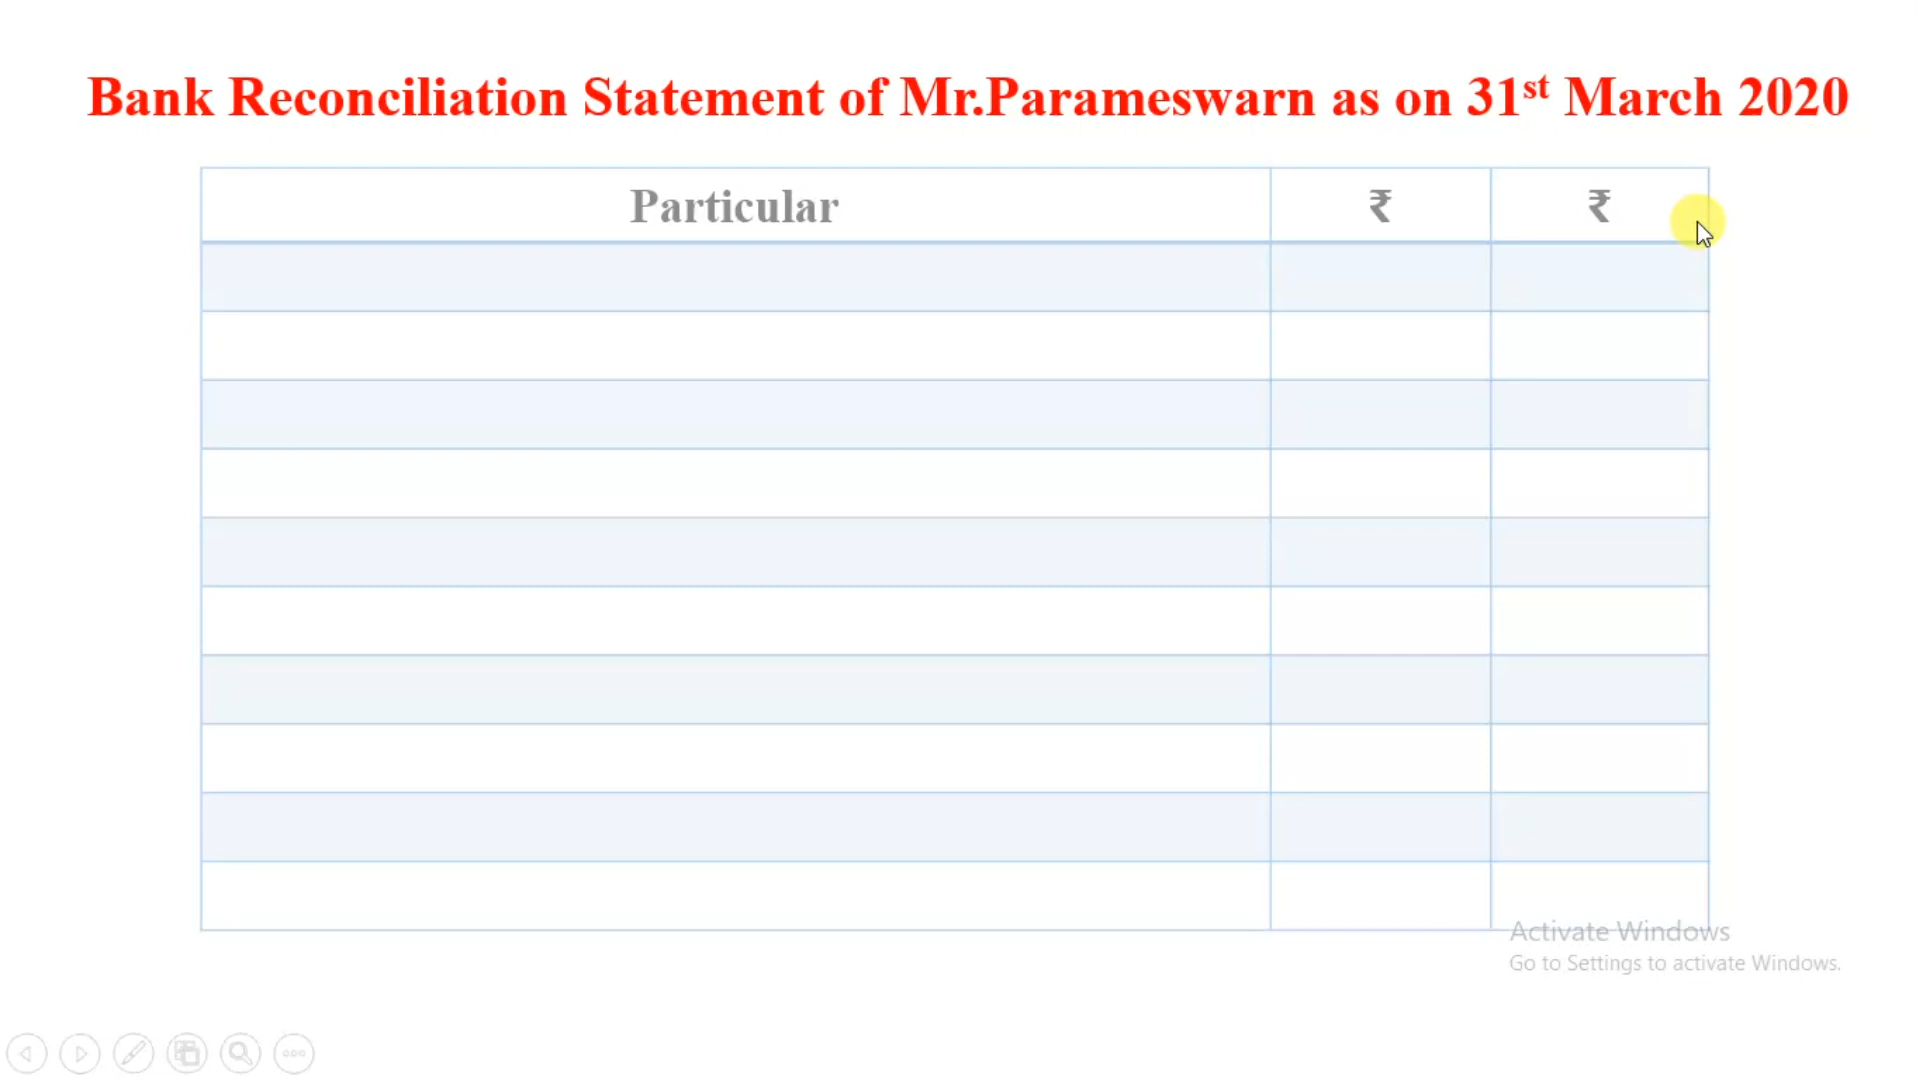 Bank Reconciliation Statement of Mr.Parameswarn as on 31st March 2020
Particular ₹ ₹
Activate Windows
Go to Settings to activate Windows.